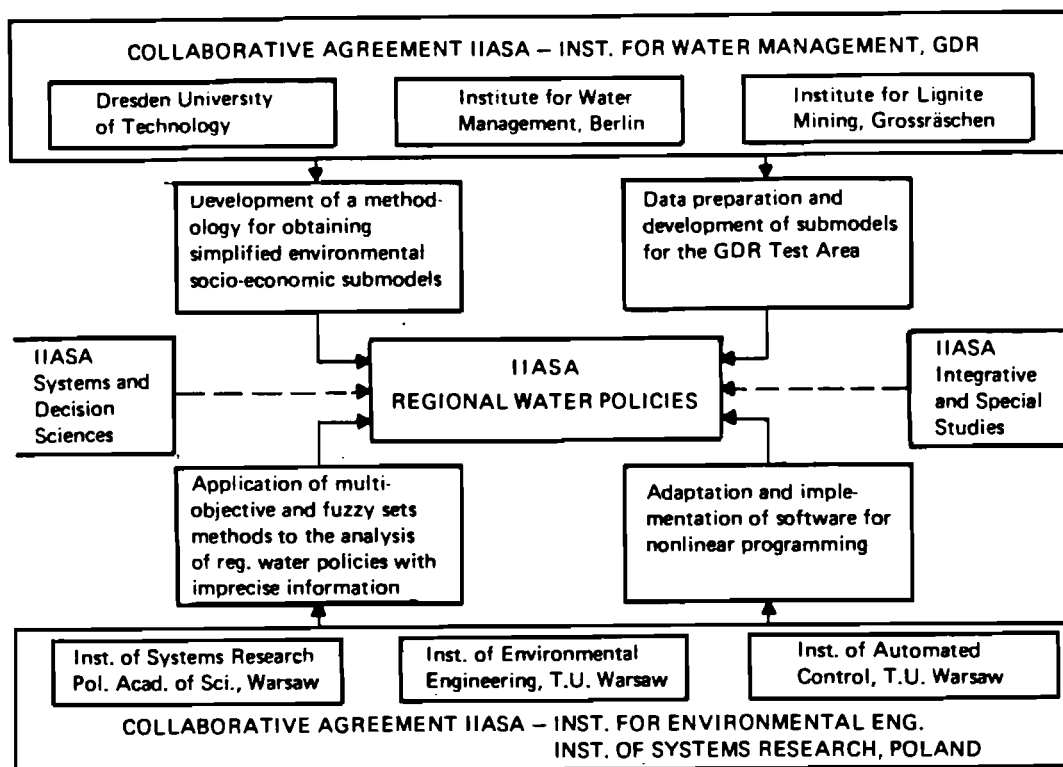 COLLABORATIVE AGREEMENT IIASA – INST. FOR WATER MANAGEMENT, GDR
Dresden University
of Technology
Institute for Water
Management, Berlin
Institute for Lignite
Mining, Grossräschen
Development of a method-
ology for obtaining
simplified environmental
socio-economic submodels
Data preparation and
development of submodels
for the GDR Test Area
IIASA
Systems and
Decision
Sciences
IIASA
REGIONAL WATER POLICIES
IIASA
Integrative
and Special
Studies
Application of multi-
objective and fuzzy sets
methods to the analysis
of reg. water policies with
imprecise information
Adaptation and imple-
mentation of software for
nonlinear programming
Inst. of Systems Research
Pol. Acad. of Sci., Warsaw
Inst. of Environmental
Engineering, T.U. Warsaw
Inst. of Automated
Control, T.U. Warsaw
COLLABORATIVE AGREEMENT IIASA – INST. FOR ENVIRONMENTAL ENG.
INST. OF SYSTEMS RESEARCH, POLAND